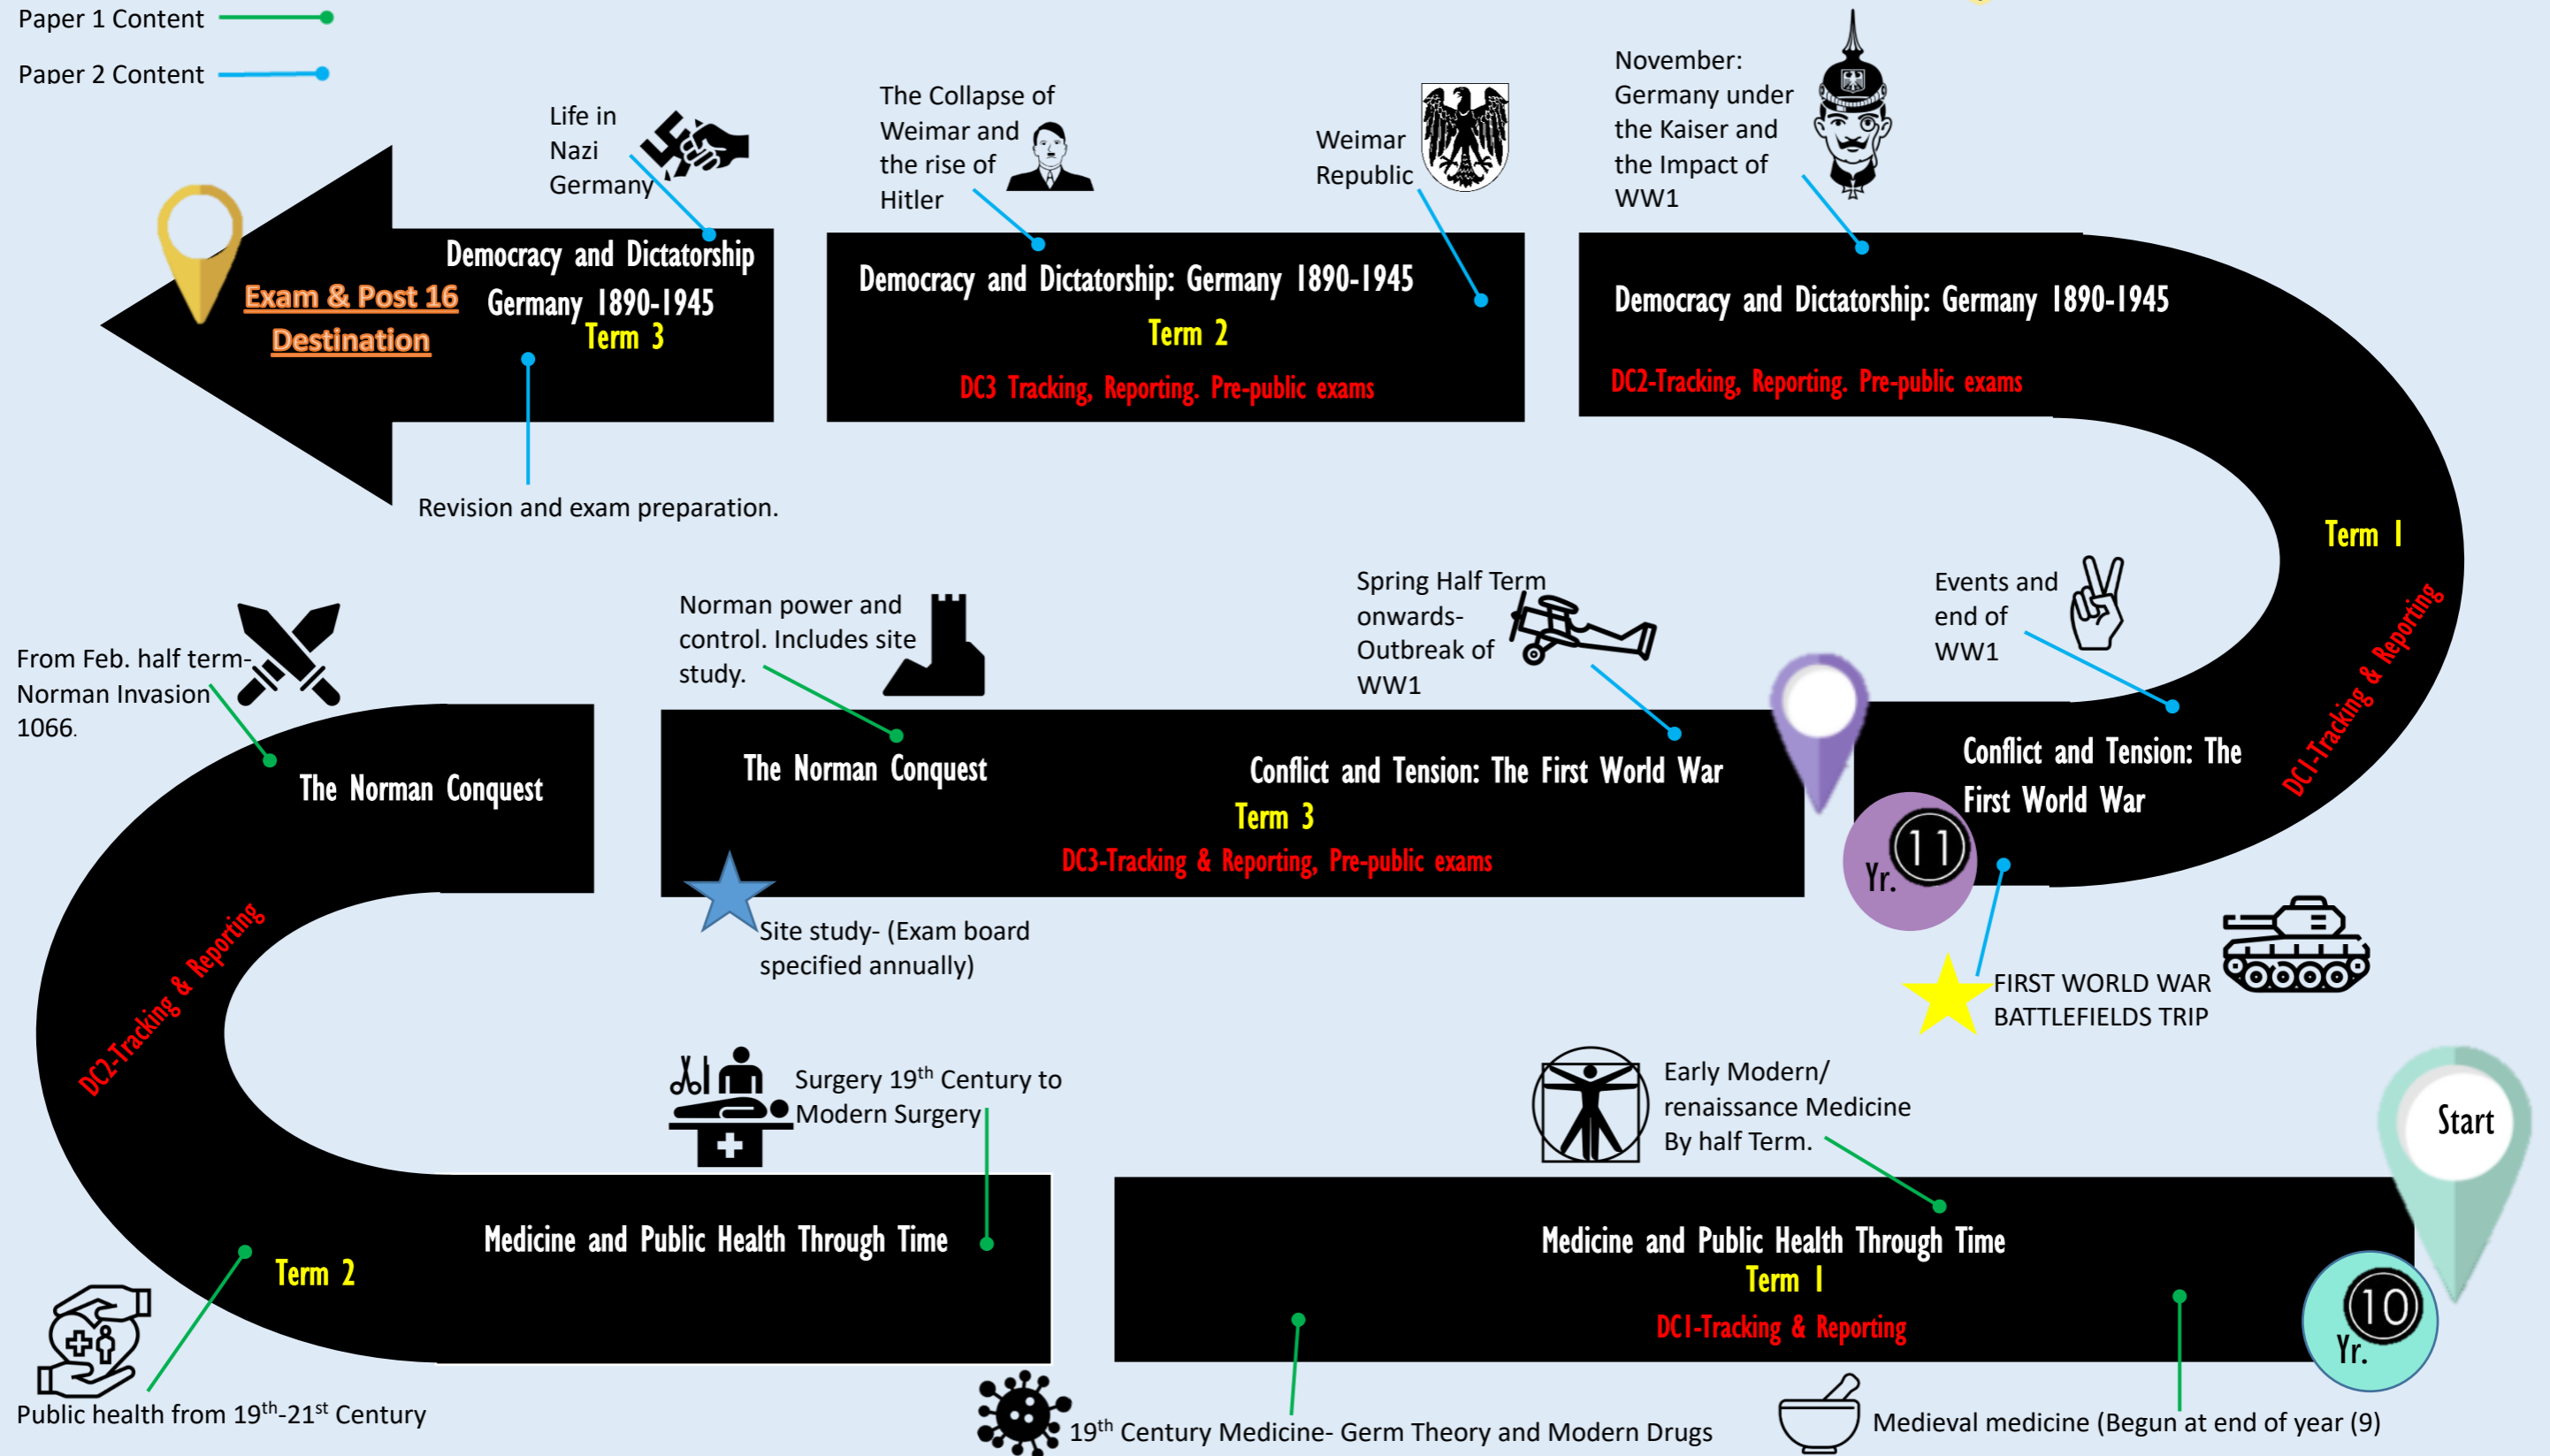 Paper 1 Content
Paper 2 Content
Life in
Nazi
Germany
The Collapse of
Weimar and
the rise of
Hitler
Weimar
Republic
November:
Germany under
the Kaiser and
the Impact of
WW1
Exam & Post 16
Destination
Democracy and Dictatorship
Germany 1890-1945
Term 3
Revision and exam preparation.
Democracy and Dictatorship: Germany 1890-1945
Term 2
DC3 Tracking, Reporting. Pre-public exams
Democracy and Dictatorship: Germany 1890-1945
DC2-Tracking, Reporting. Pre-public exams
Term 1
DC1-Tracking & Reporting
From Feb. half term-
Norman Invasion
1066.
Norman power and
control. Includes site
study.
Spring Half Term
onwards-
Outbreak of
WW1
Events and
end of
WW1
The Norman Conquest
The Norman Conquest
Conflict and Tension: The First World War
Term 3
DC3-Tracking & Reporting, Pre-public exams
Conflict and Tension: The
First World War
11
Yr.
Site study- (Exam board
specified annually)
FIRST WORLD WAR
BATTLEFIELDS TRIP
DC2-Tracking & Reporting
Surgery 19th Century to
Modern Surgery
Early Modern/
renaissance Medicine
By half Term.
Start
Medicine and Public Health Through Time
Term 2
Medicine and Public Health Through Time
Term 1
DC1-Tracking & Reporting
10
Yr.
Public health from 19th-21st Century
19th Century Medicine- Germ Theory and Modern Drugs
Medieval medicine (Begun at end of year (9)